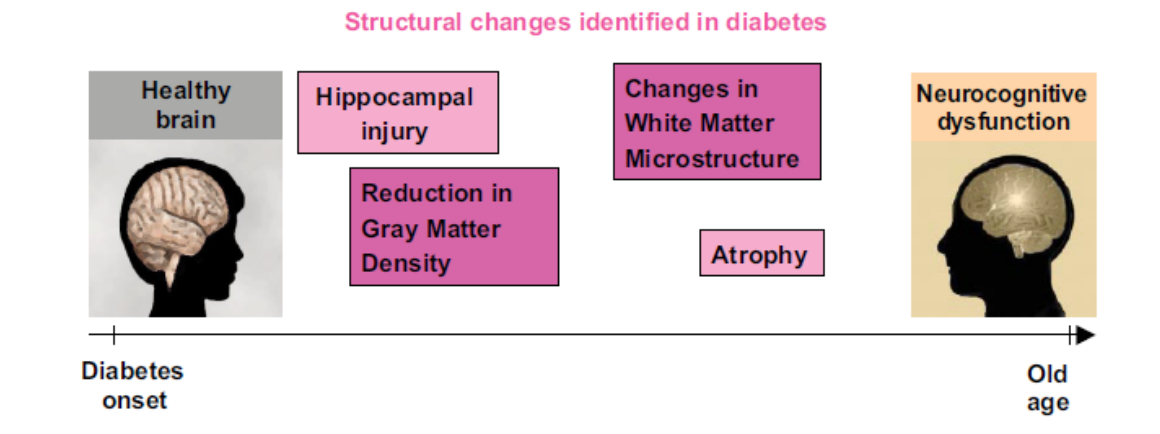 Structural changes identified in diabetes
Healthy
brain
Hippocampal
injury
Reduction in
Gray Matter
Density
Changes in
White Matter
Microstructure
Atrophy
Neurocognitive
dysfunction
Diabetes
onset
Old
age